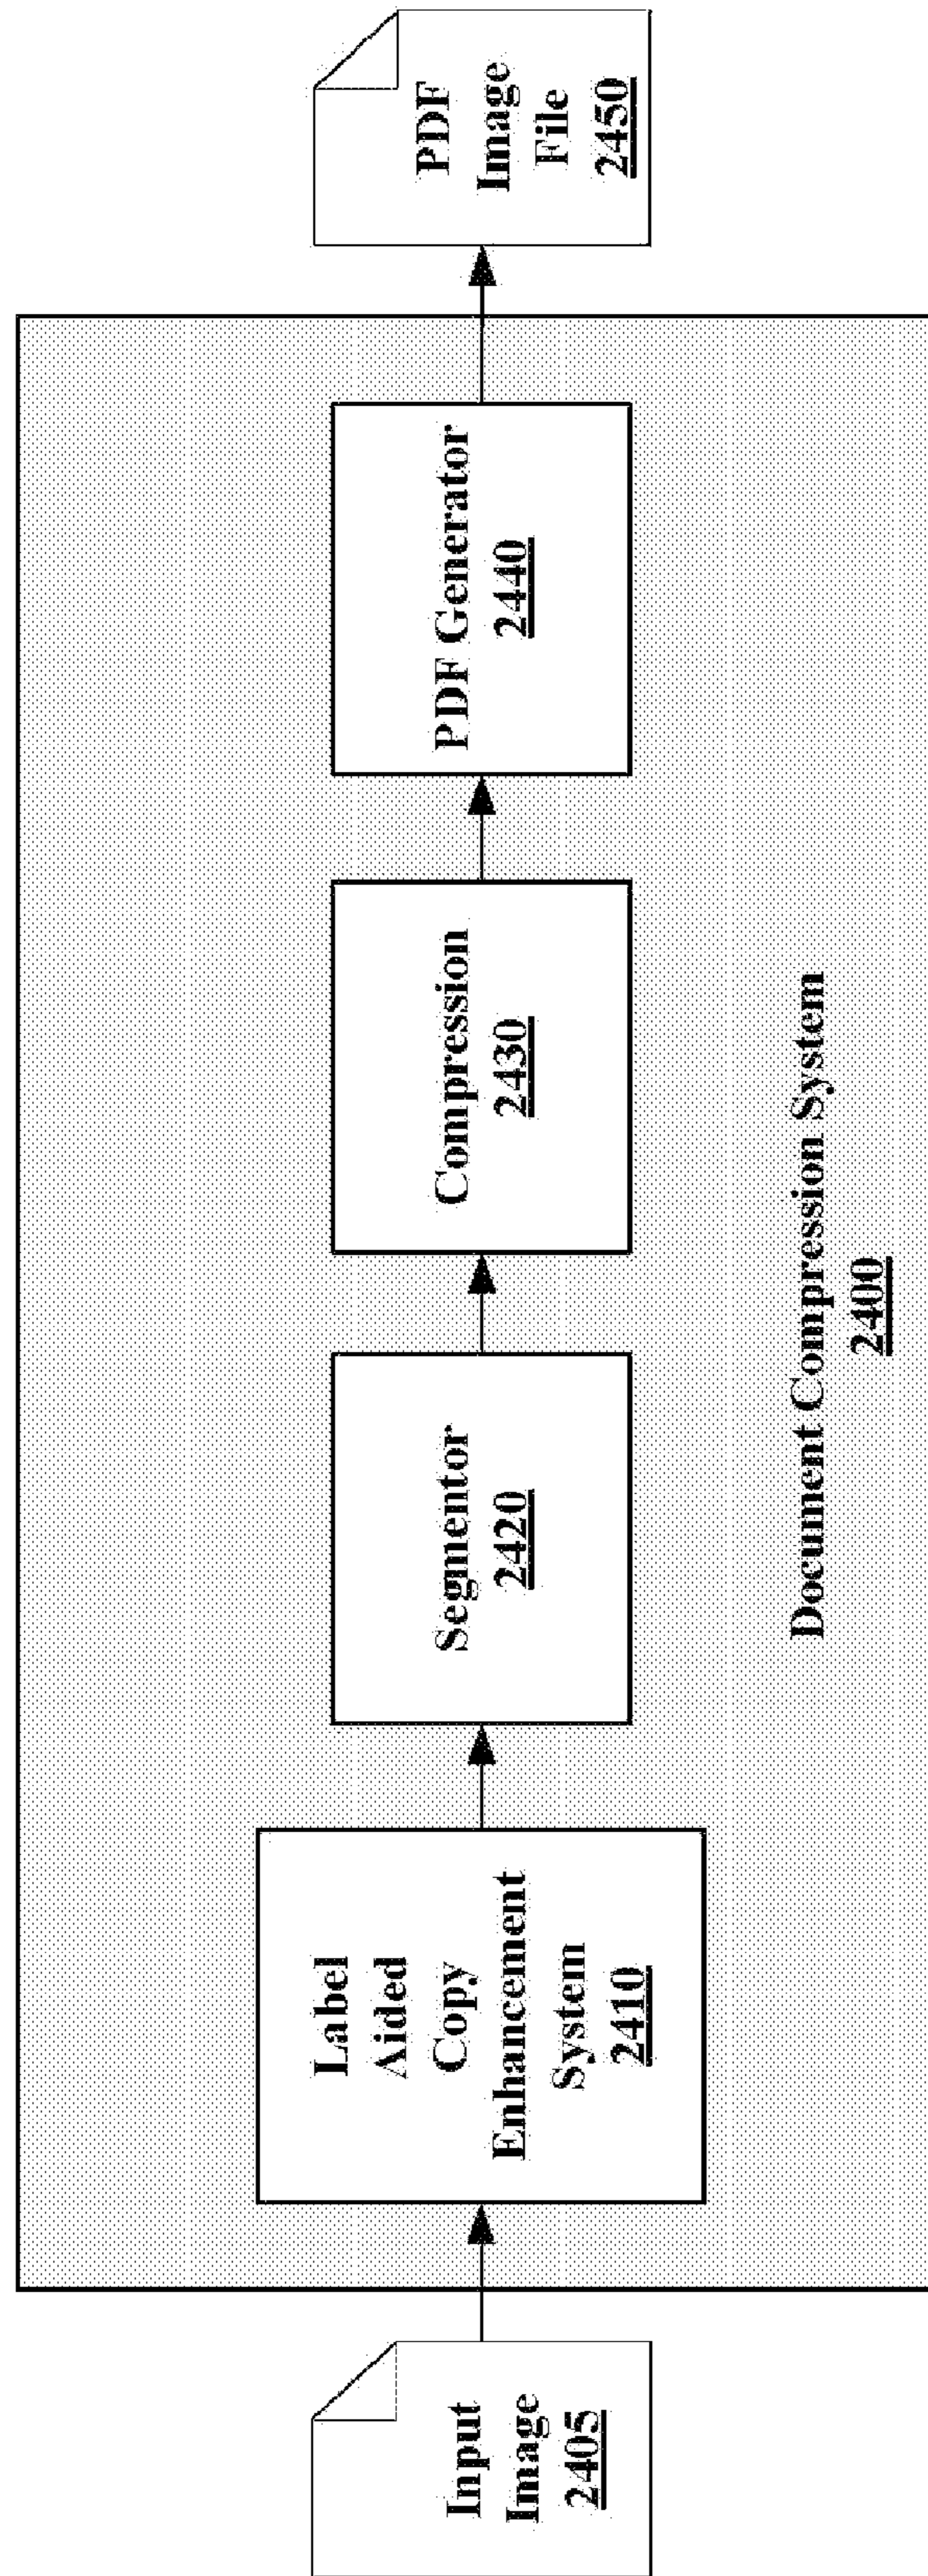 Input
Image
2405
Label
Aided
Copy
Enhancement
System
2410
Segmentor
2420
Compression
2430
PDF Generator
2440
Document Compression System
2400
PDF
Image
File
2450